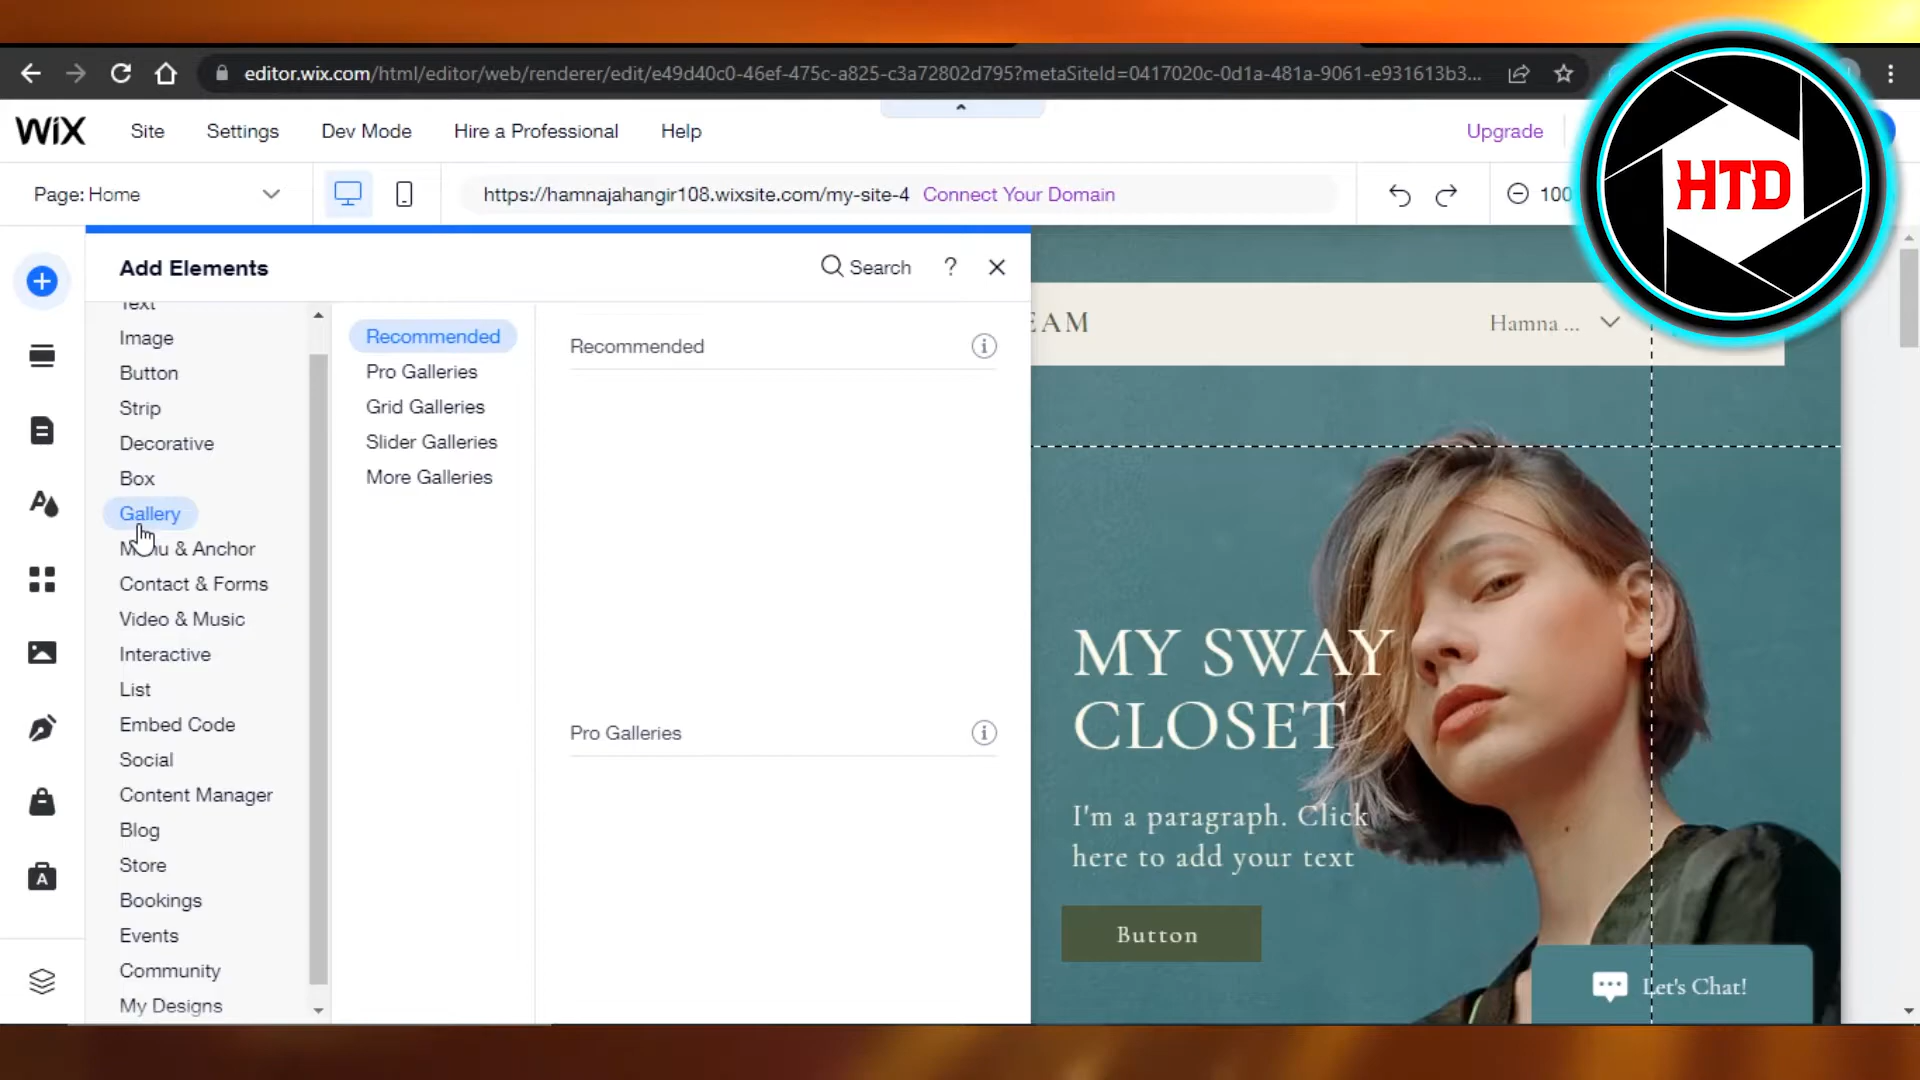 editor.wix.com/html/editor/web/renderer/edit/e49d40c0-46ef-475c-a825-c3a72802d795?metaSiteId=0417020c-0d1a-481a-9061-e931613b3...
WiX Site Settings Dev Mode Hire a Professional Help Upgrade
HTD
Page: Home https://hamnajahangir108.wixsite.com/my-site-4 Connect Your Domain 100
Add Elements Search ?
Text
Image
Button
Strip
Decorative
Box
Gallery
Menu & Anchor
Contact & Forms
Video & Music
Interactive
List
Embed Code
Social
Content Manager
Blog
Store
Bookings
Events
Community
My Designs
Recommended
Pro Galleries
Grid Galleries
Slider Galleries
More Galleries
Recommended
Pro Galleries
EAM
Hamna ...
MY SWAY
CLOSET
I'm a paragraph. Click
here to add your text
Button
Let's Chat!